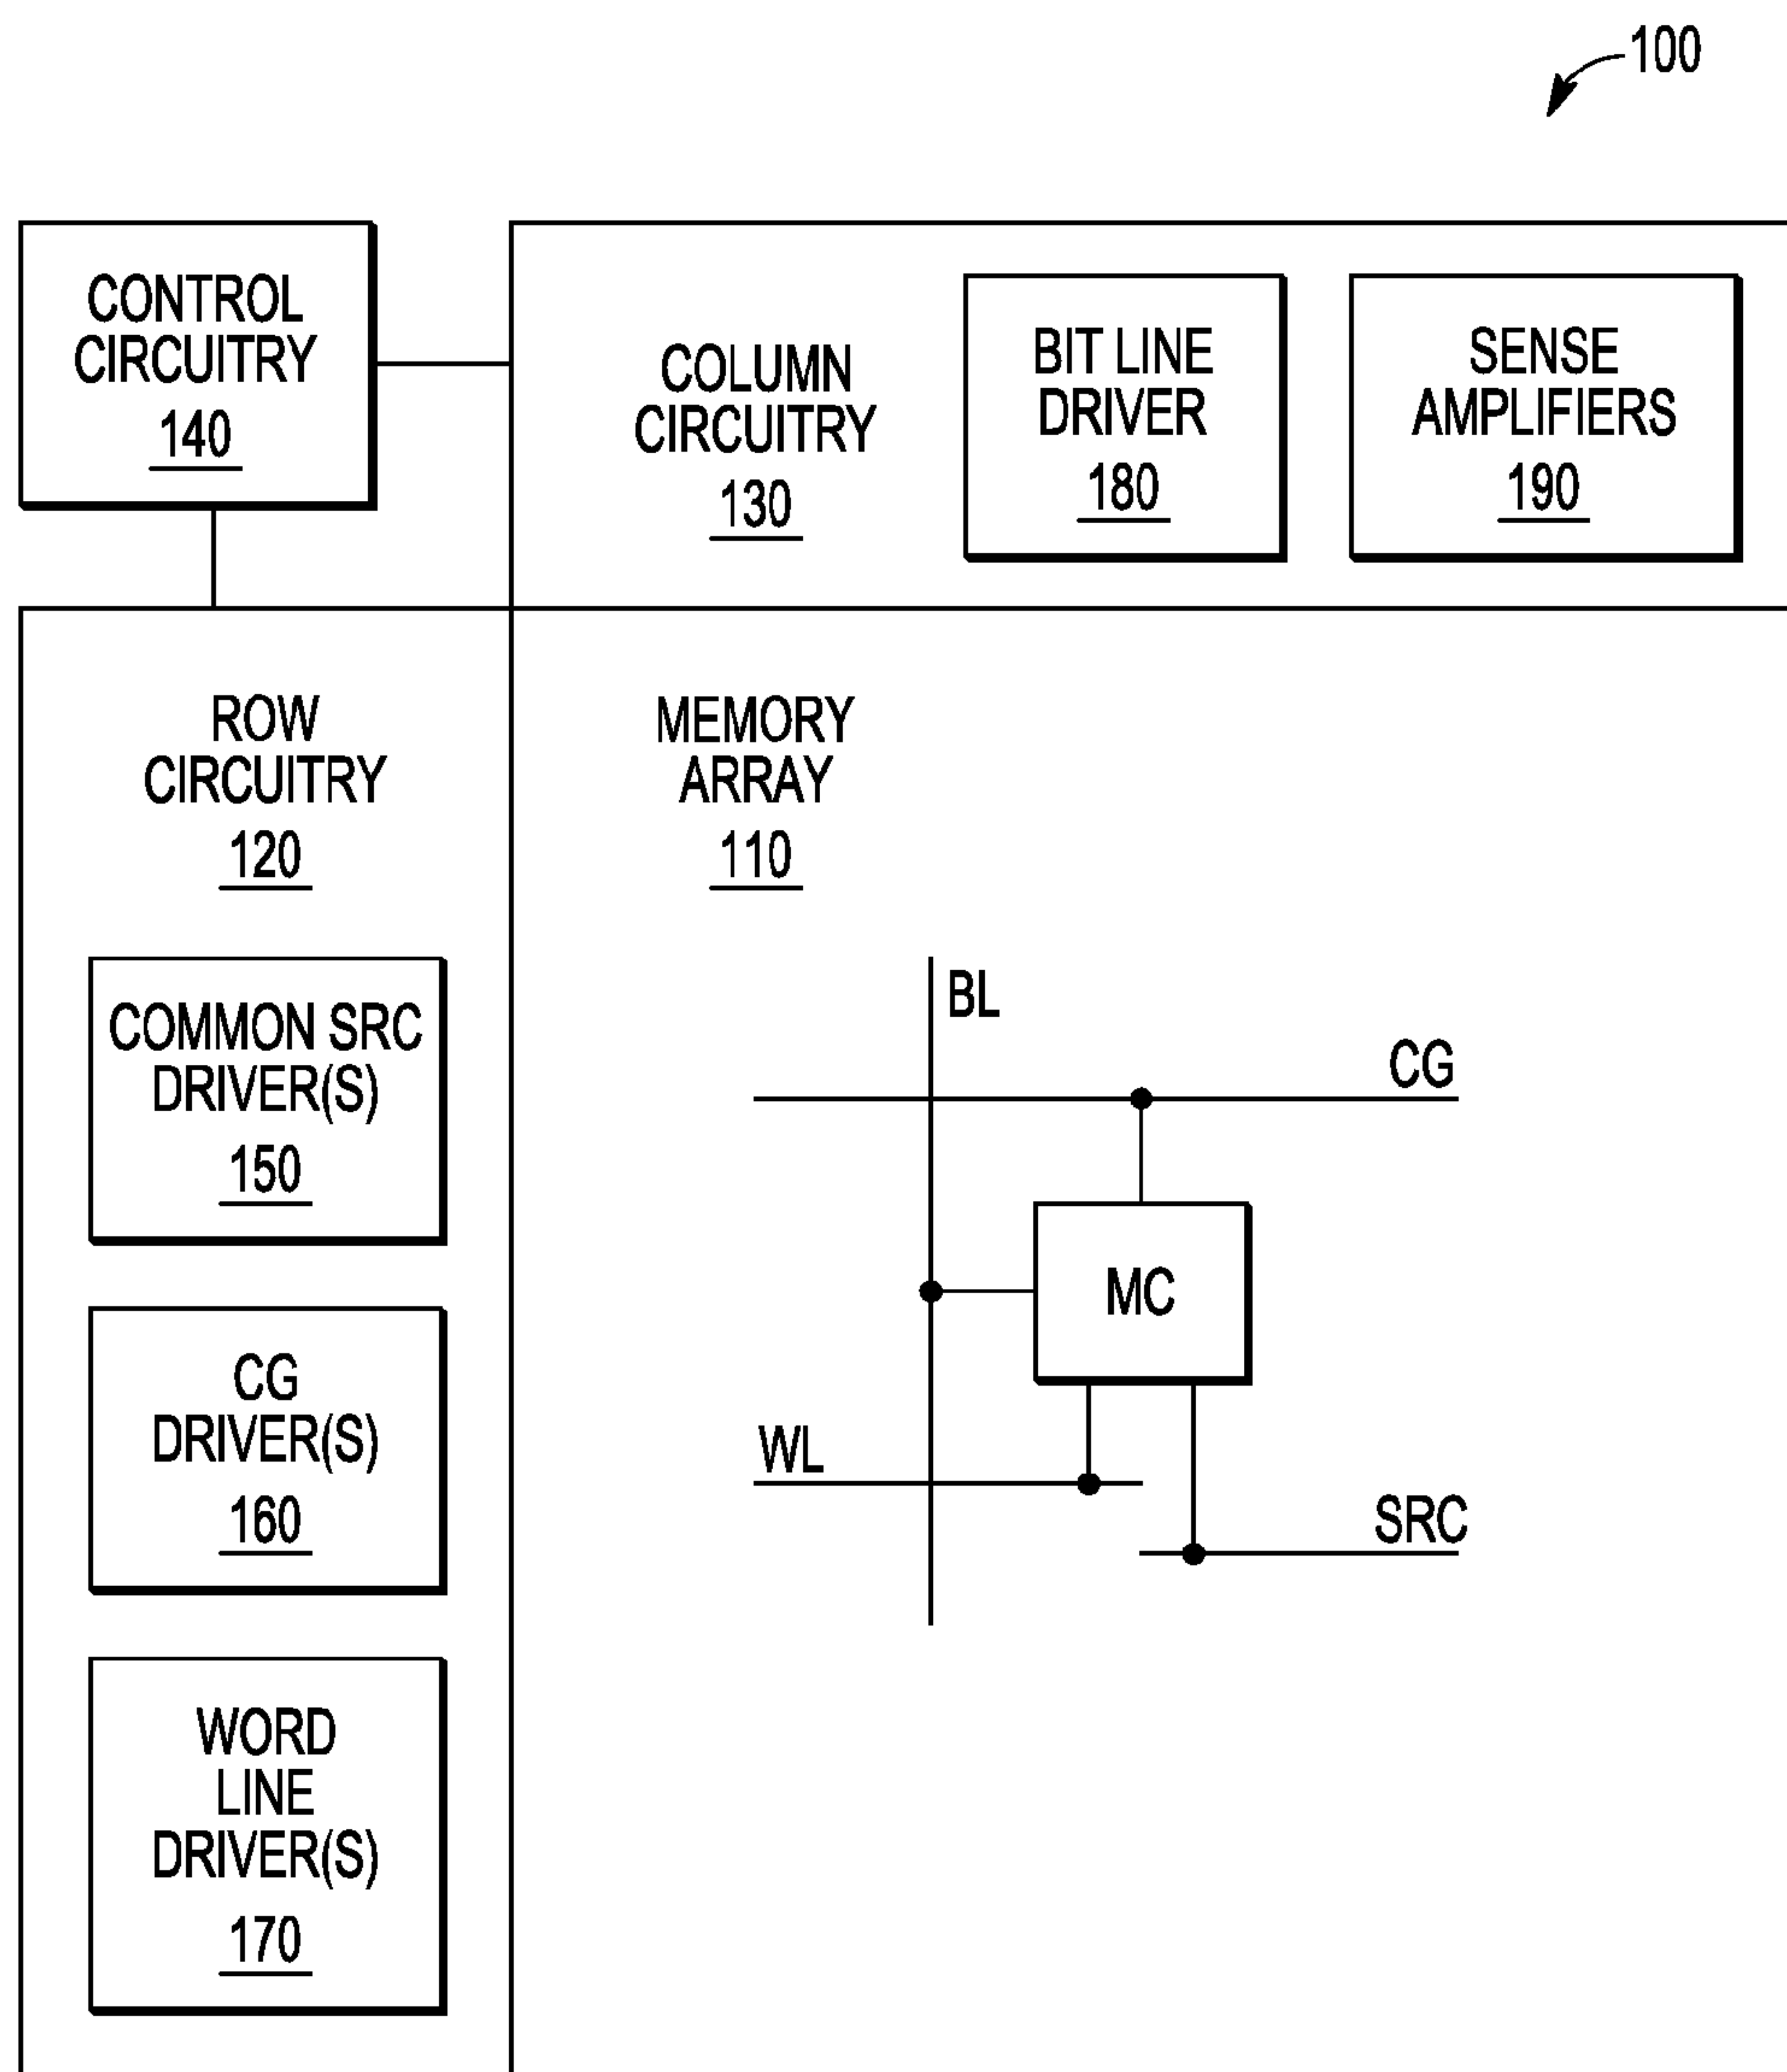 100
CONTROL
CIRCUITRY
140
COLUMN
CIRCUITRY
130
BIT LINE
DRIVER
180
SENSE
AMPLIFIERS
190
ROW
CIRCUITRY
120
COMMON SRC
DRIVER(S)
150
CG
DRIVER(S)
160
WORD
LINE
DRIVER(S)
170
MEMORY
ARRAY
110
BL
CG
MC
WL
SRC